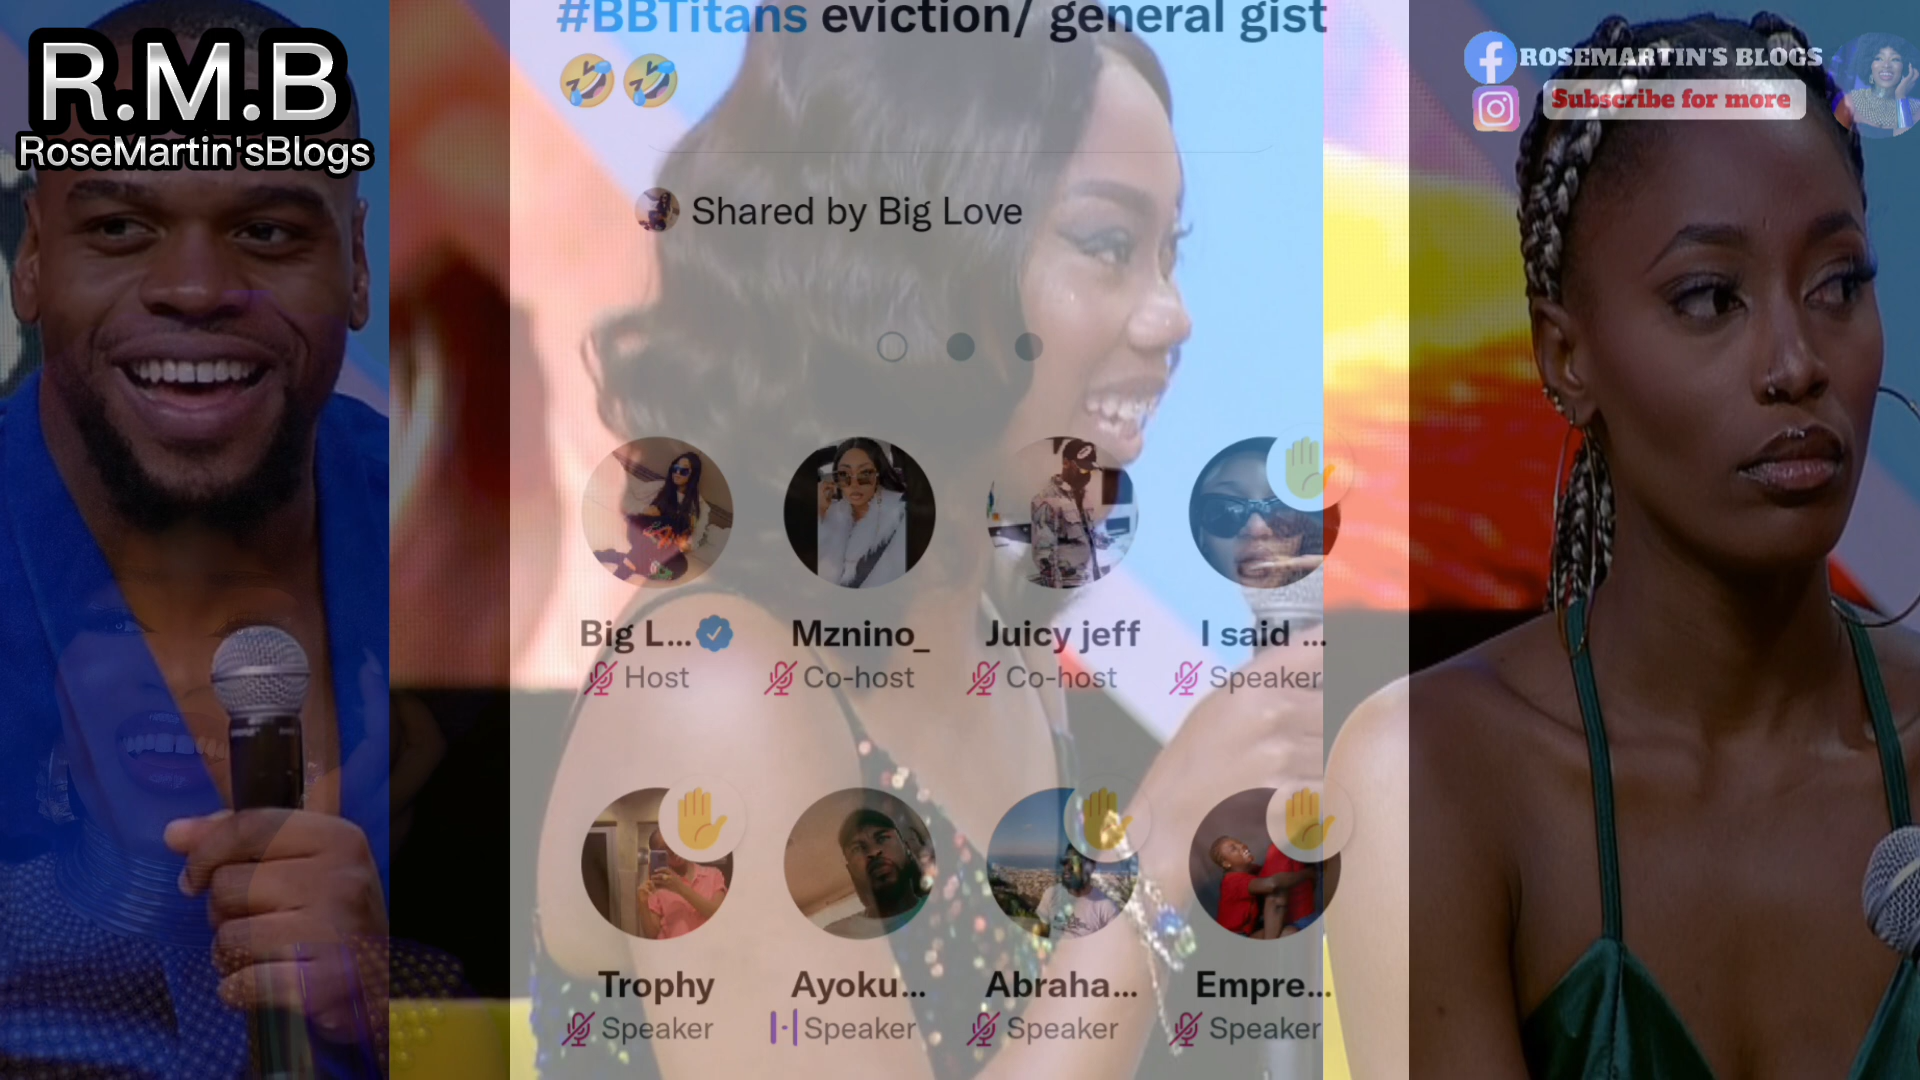 R.M.B
RoseMartin'sBlogs
#BBTitans eviction/ general gist
🤣🤣
ROSEMARTIN'S BLOGS
Subscribe for more
Shared by Big Love
Big L...
Mznino_
Juicy jeff
I said ...
Host
Co-host
Co-host
Speaker
Trophy
Ayoku...
Abraha...
Empre...
Speaker
Speaker
Speaker
Speaker